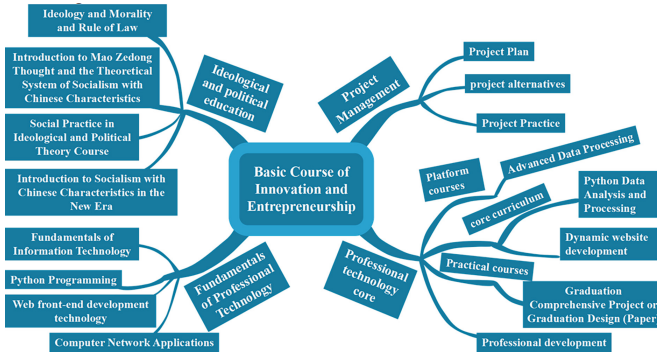 Ideology and Morality
and Rule of Law
Introduction to Mao Zedong
Thought and the Theoretical
System of Socialism with
Chinese Characteristics
Social Practice in
Ideological and Political
Theory Course
Introduction to Socialism with
Chinese Characteristics in the
New Era
Ideological
and political
education
Basic Course of
Innovation and
Entrepreneurship
Project
Management
Project Plan
project alternatives
Project Practice
Fundamentals of
Information Technology
Python Programming
Web front-end development
technology
Computer Network Applications
Fundamentals
of Professional
Technology
Professional
technology
core
Platform
courses
Advanced Data Processing
core curriculum
Python Data
Analysis and
Processing
Dynamic website
development
Practical courses
Graduation
Comprehensive Project or
Graduation Design (Paper
Professional development